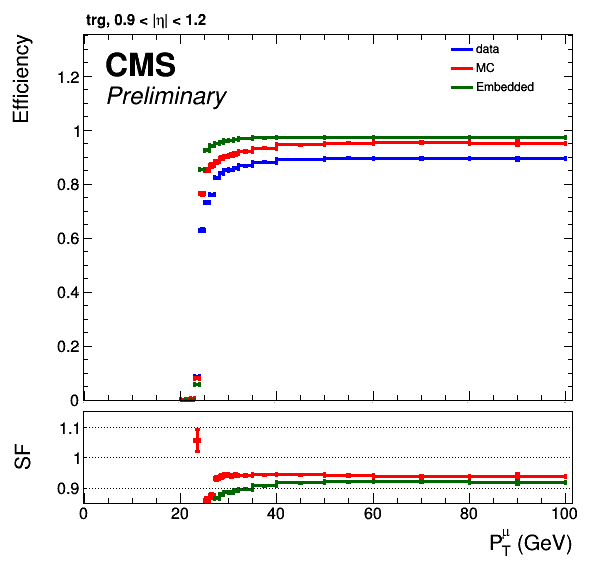 trg, 0.9 < |η| < 1.2
CMS
Preliminary
data
MC
Embedded
Efficiency
1.2
1
0.8
0.6
0.4
0.2
0
SF
1.1
1
0.9
0 20 40 60 80 100
P_T^μ (GeV)